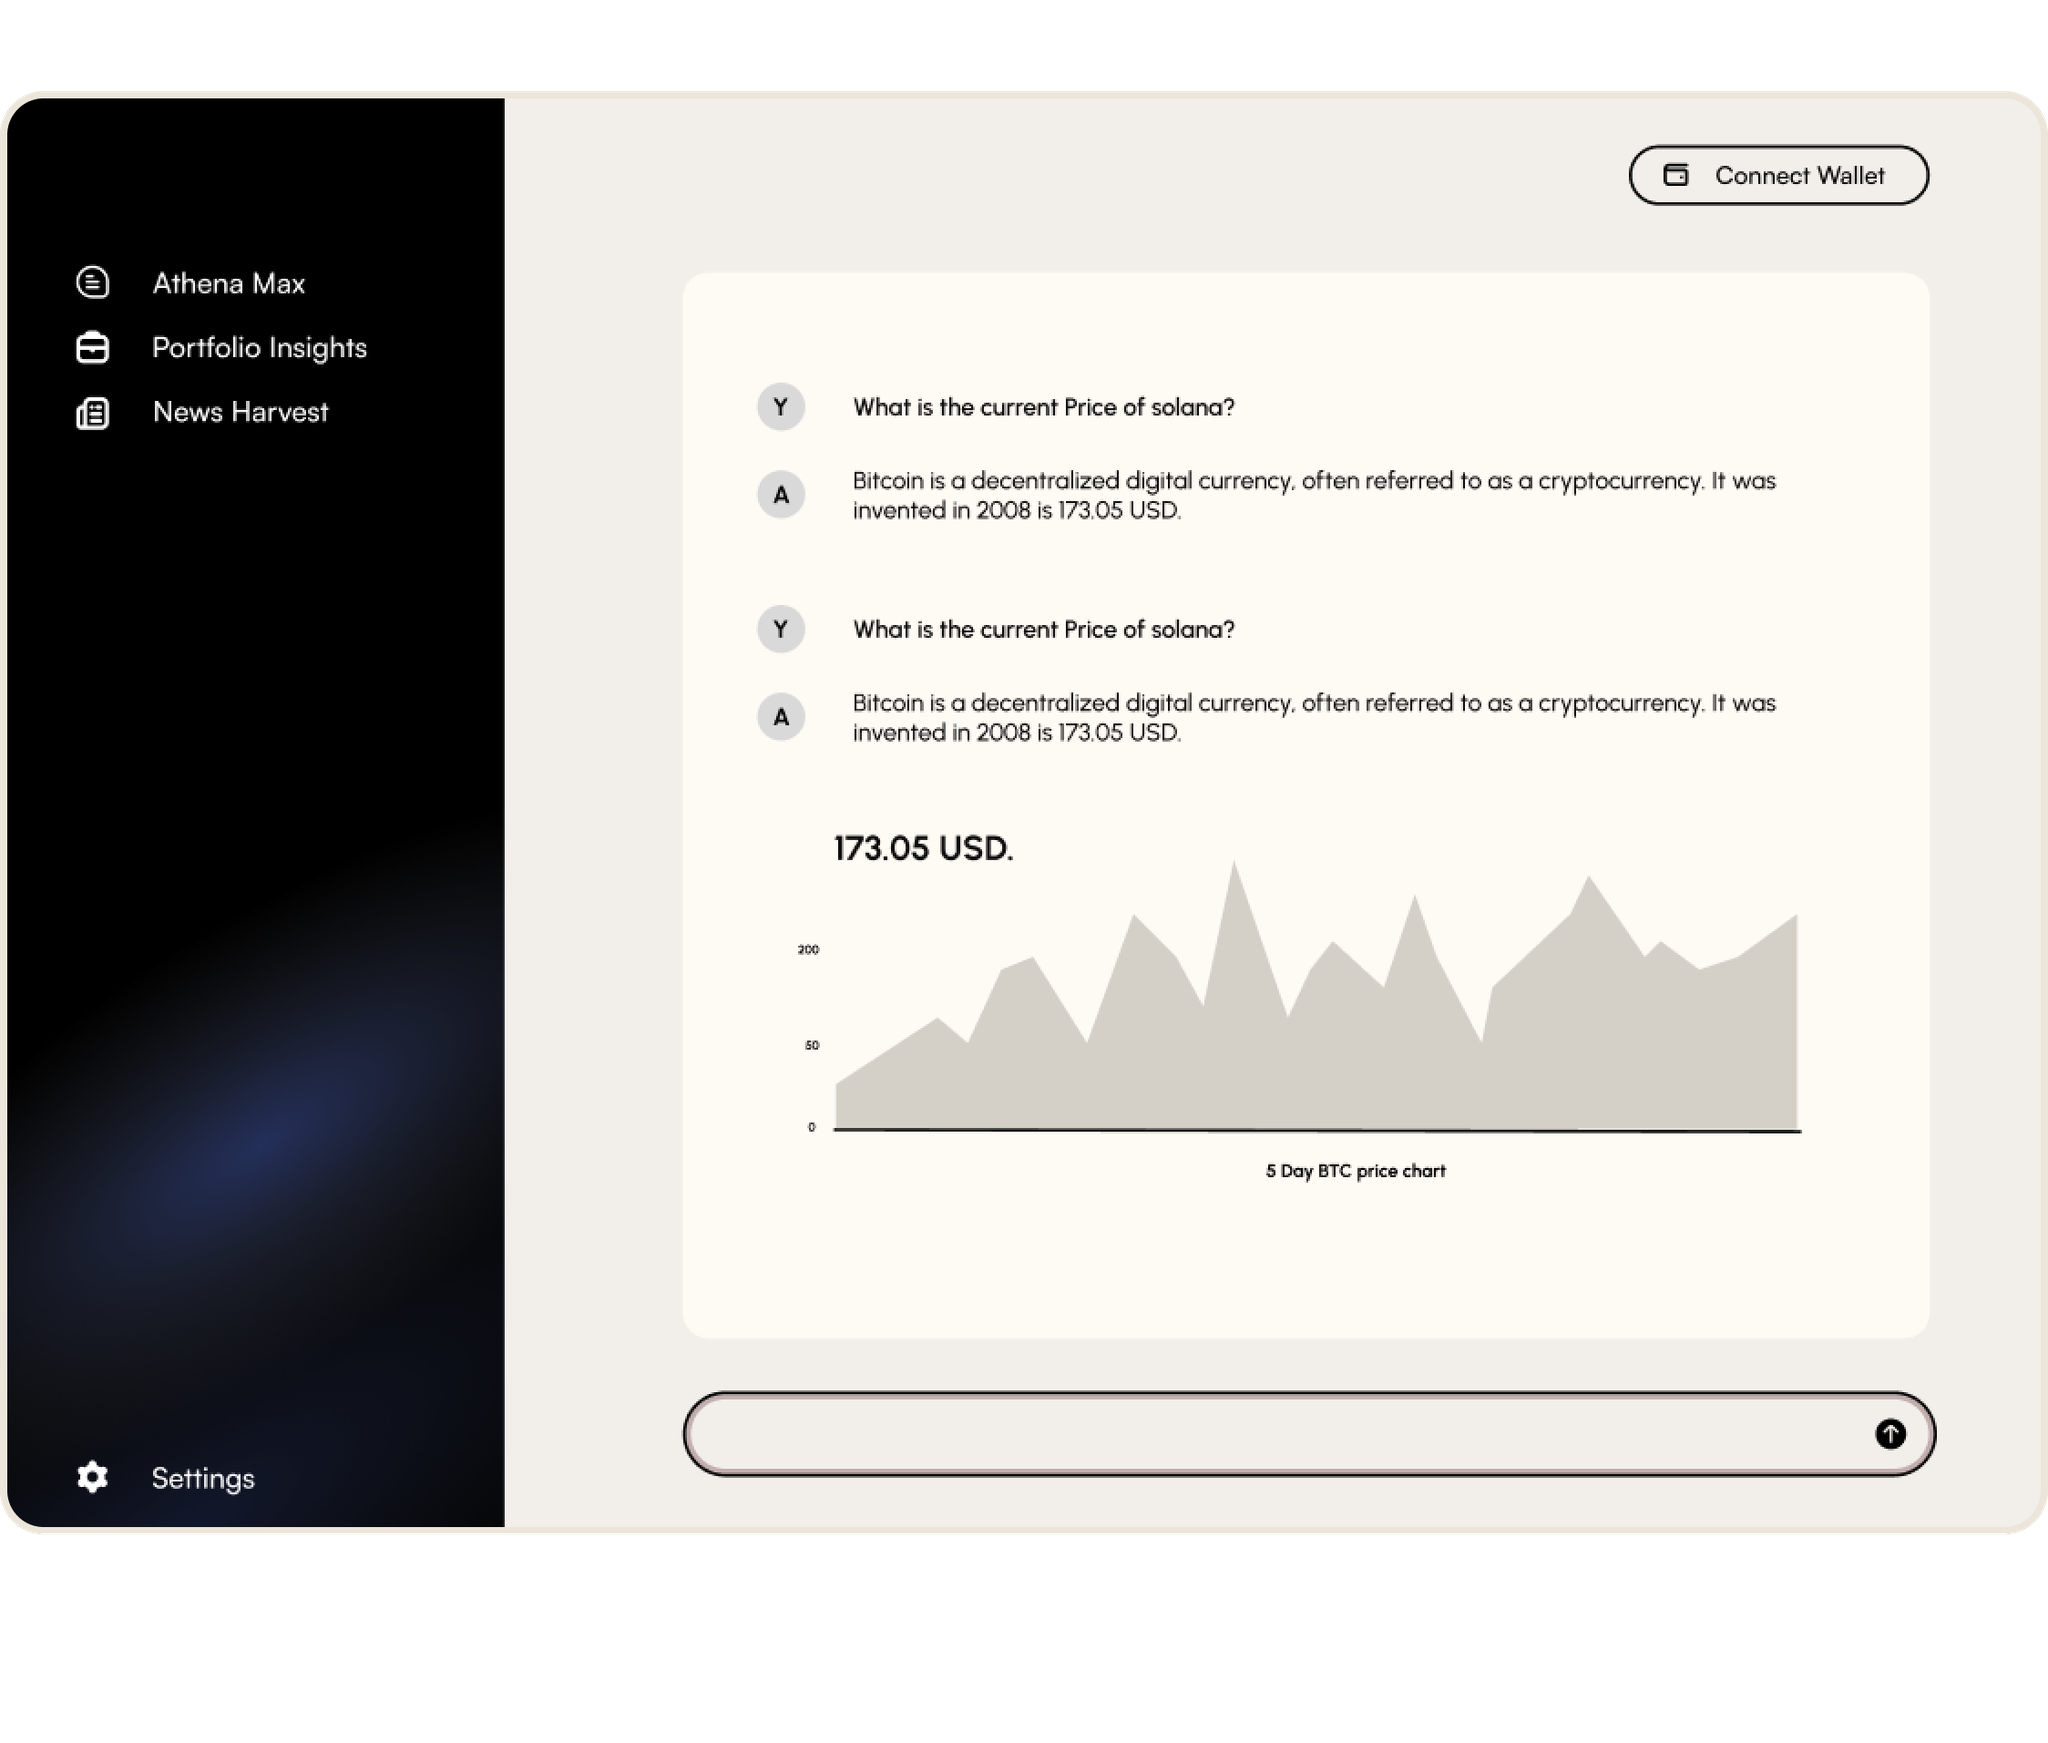 Connect Wallet
Athena Max
Portfolio Insights
News Harvest
Settings
Y
What is the current Price of solana?
A
Bitcoin is a decentralized digital currency, often referred to as a cryptocurrency. It was
invented in 2008 is 173.05 USD.
Y
What is the current Price of solana?
A
Bitcoin is a decentralized digital currency, often referred to as a cryptocurrency. It was
invented in 2008 is 173.05 USD.
173.05 USD.
200
50
0
5 Day BTC price chart